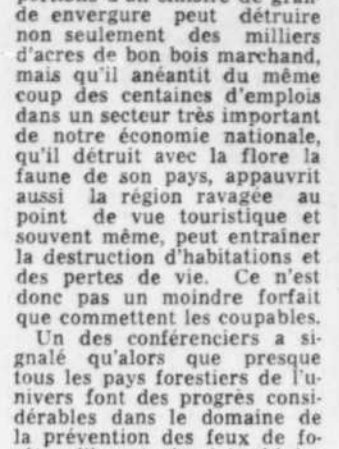 de envergure peut détruire
non seulement des milliers
d'acres de bon bois marchand,
mais qu'il anéantit du même
coup des centaines d'emplois
dans un secteur très important
de notre économie nationale,
qu'il détruit avec la flore la
faune de son pays, appauvrit
aussi la région ravagée au
point de vue touristique et
souvent même, peut entraîner
la destruction d'habitations et
des pertes de vie. Ce n'est
donc pas un moindre forfait
que commettent les coupables.
Un des conférenciers a si-
gnalé qu'alors que presque
tous les pays forestiers de l'u-
nivers font des progrès consi-
dérables dans le domaine de
la prévention des feux de fo-